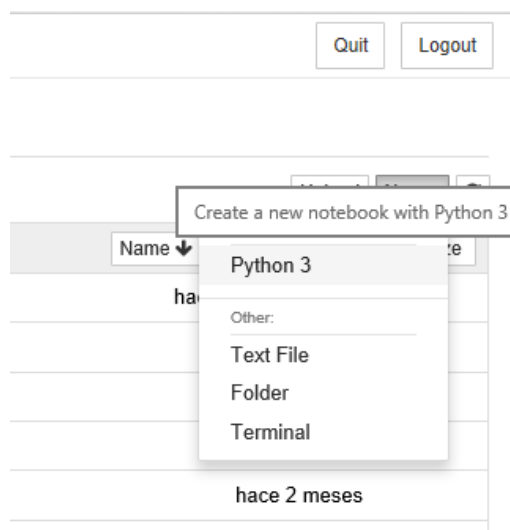 Quit Logout
Create a new notebook with Python 3
Name
Python 3
Other:
Text File
Folder
Terminal
hace 2 meses